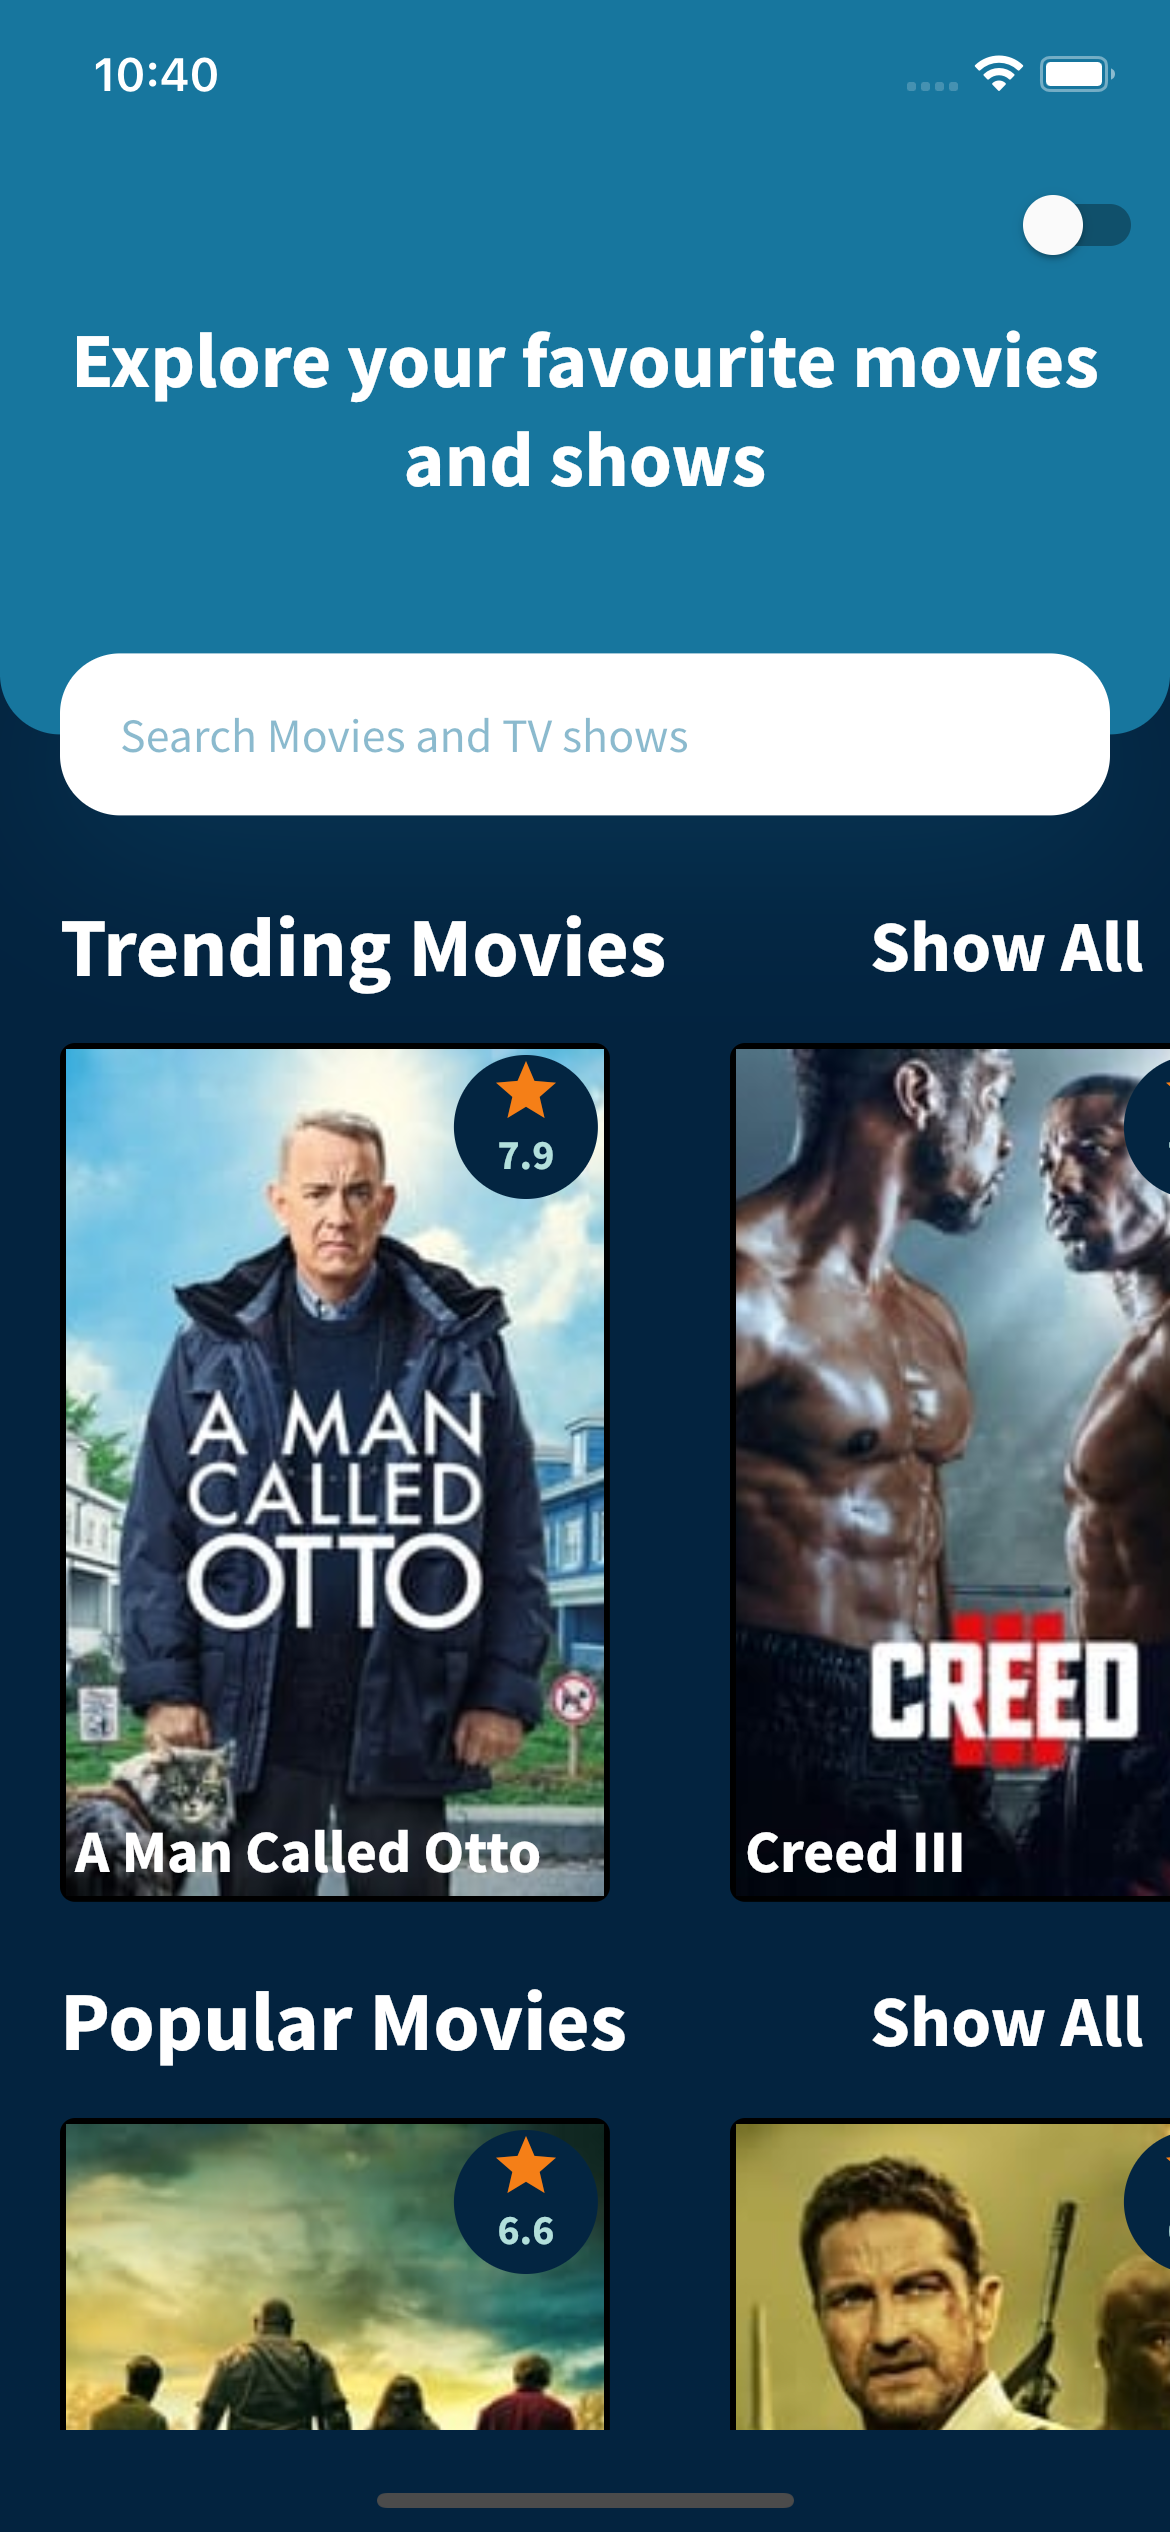 10:40
Explore your favourite movies
and shows
Search Movies and TV shows
Trending Movies
Show All
7.9
A MAN
CALLED
OTTO
A Man Called Otto
CREED
III
Creed III
Popular Movies
Show All
6.6